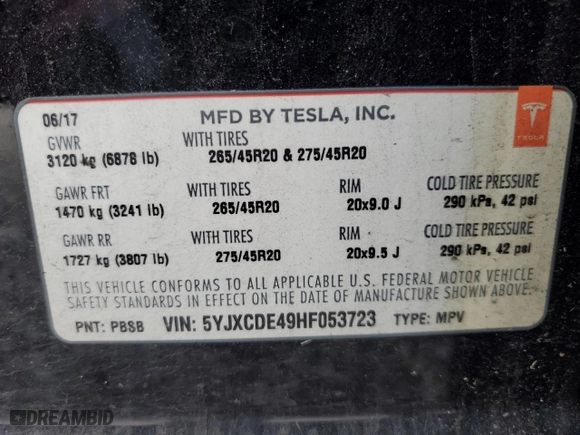 06/17 MFD BY TESLA, INC.
TESLA
GVWR WITH TIRES
3120 kg (6878 lb) 265/45R20 & 275/45R20
GAWR FRT WITH TIRES RIM COLD TIRE PRESSURE
1470 kg (3241 lb) 265/45R20 20x9.0 J 290 kPa, 42 psi
GAWR RR WITH TIRES RIM COLD TIRE PRESSURE
1727 kg (3807 lb) 275/45R20 20x9.5 J 290 kPa, 42 psi
THIS VEHICLE CONFORMS TO ALL APPLICABLE U.S. FEDERAL MOTOR VEHICLE
SAFETY STANDARDS IN EFFECT ON THE DATE OF MANUFACTURE SHOWN ABOVE.
PNT: PBSB VIN: 5YJXCDE49HF053723 TYPE: MPV
DREAMBID